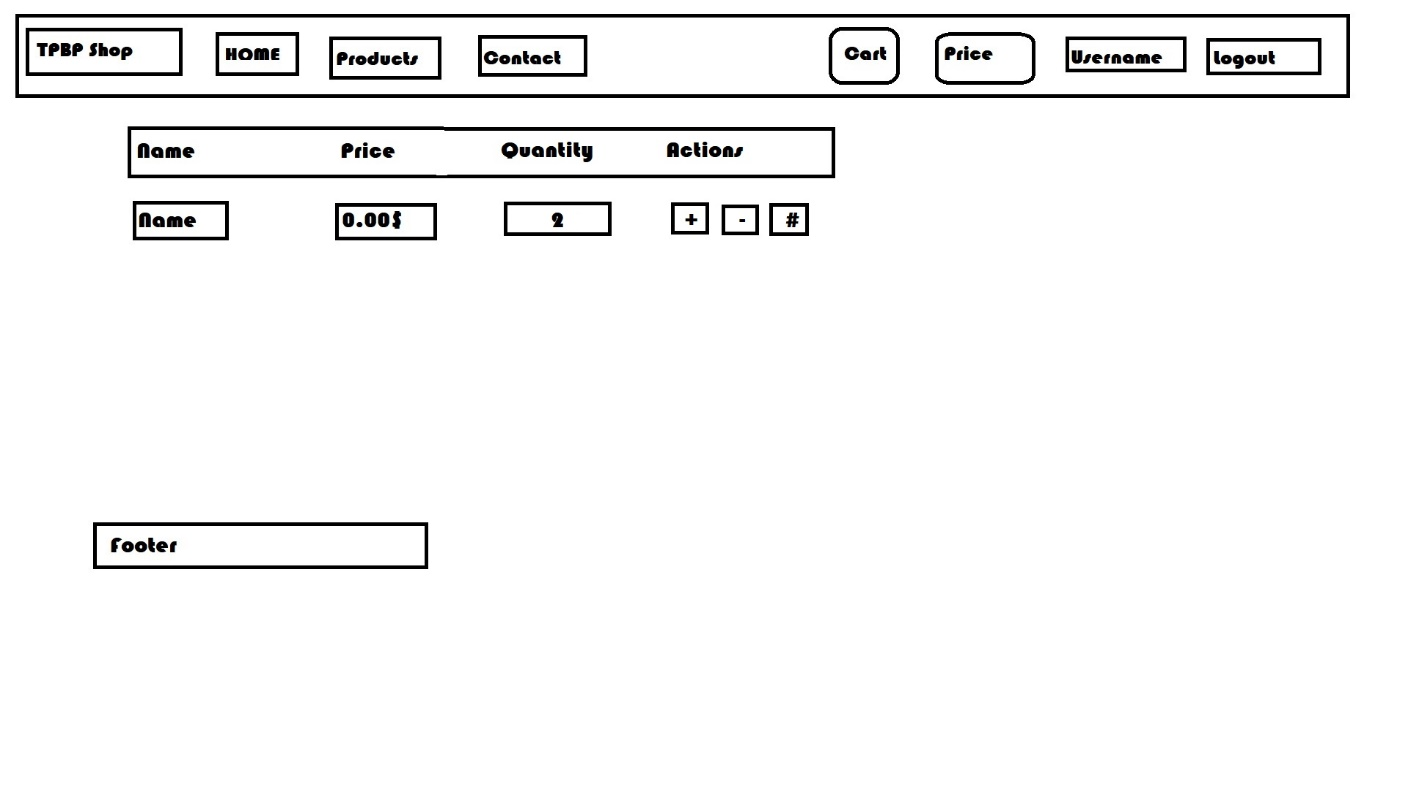 TPBP Shop HOME Products Contact Cart Price Username Logout
Name Price Quantity Actions
Name 0.00$ 2 + - #
Footer